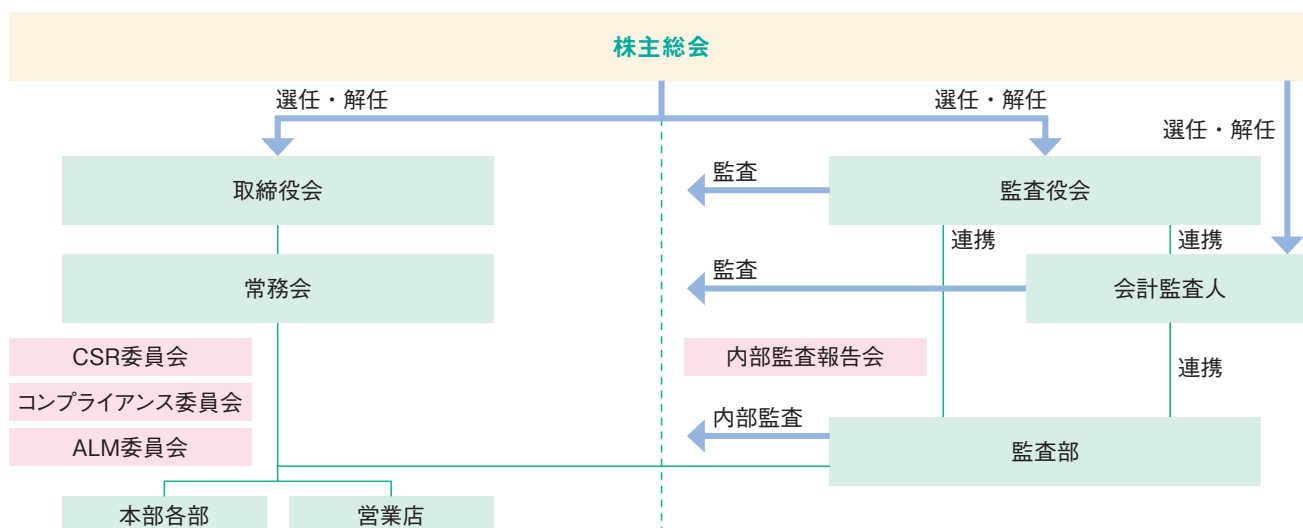 株主総会
選任・解任
選任・解任
選任・解任
取締役会
監査
監査役会
連携
連携
常務会
監査
会計監査人
CSR委員会
内部監査報告会
連携
コンプライアンス委員会
内部監査
ALM委員会
監査部
本部各部
営業店